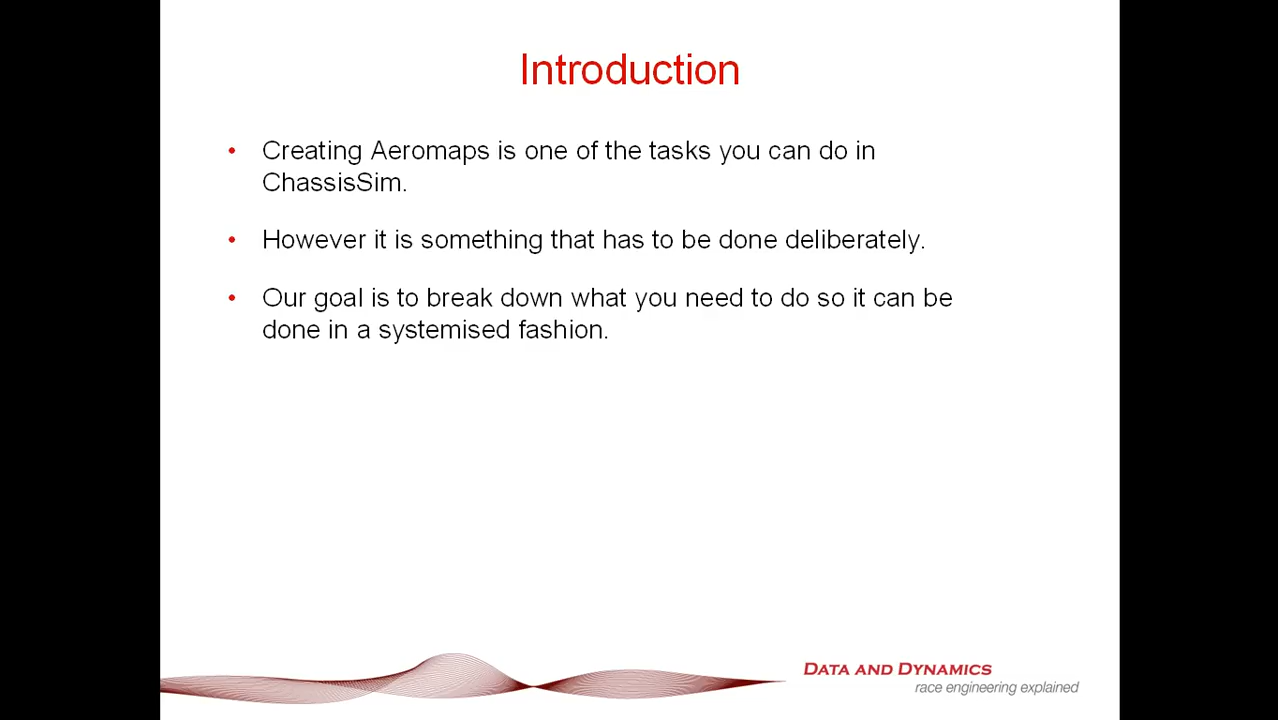 Introduction
• Creating Aeromaps is one of the tasks you can do in
ChassisSim.
• However it is something that has to be done deliberately.
• Our goal is to break down what you need to do so it can be
done in a systemised fashion.
DATA AND DYNAMICS
race engineering explained